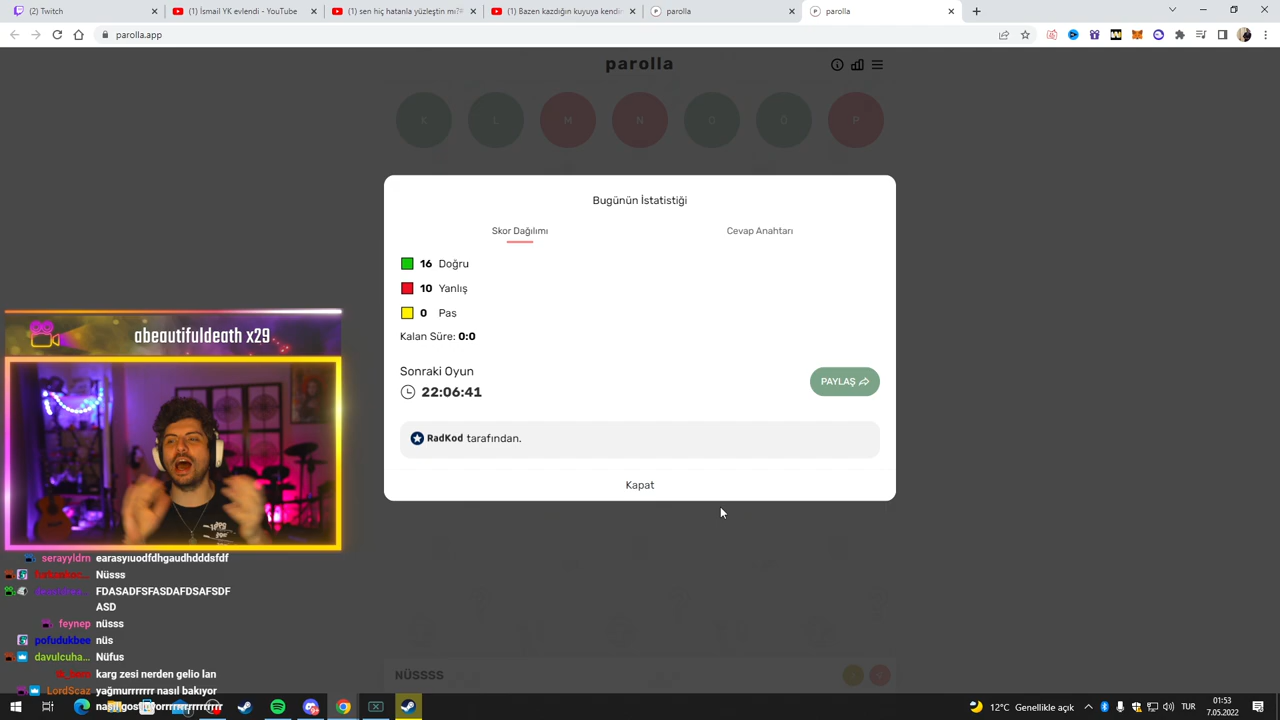 (2) Twitch
(1) İsmail YK evlendi - YouTube
(1) sen hiç hatanla yüzleştin mi?#
(1) Bazen kazdığın kuyuya kendin
parolla
parolla
parolla.app
parolla
K L M N O Ö P
Bugünün İstatistiği
Skor Dağılımı
Cevap Anahtarı
16 Doğru
10 Yanlış
0 Pas
Kalan Süre: 0:0
Sonraki Oyun
22:06:41
PAYLAŞ
RadKod tarafından.
Kapat
abeautifuldeath x29
serayyldrn earasyıuodfdhgaudhdddsfdf
Nüsss
FDASADFSFASDAFDSAFSDF
ASD
feynep nüsss
pofudukbee nüs
davulcuha... Nüfus
karg zesi nerden gelio lan
LordScaz yağmurrrrrr nasıl bakıyor
NÜSSSS
12°C Genellikle açık
TUR
01:53
7.05.2022